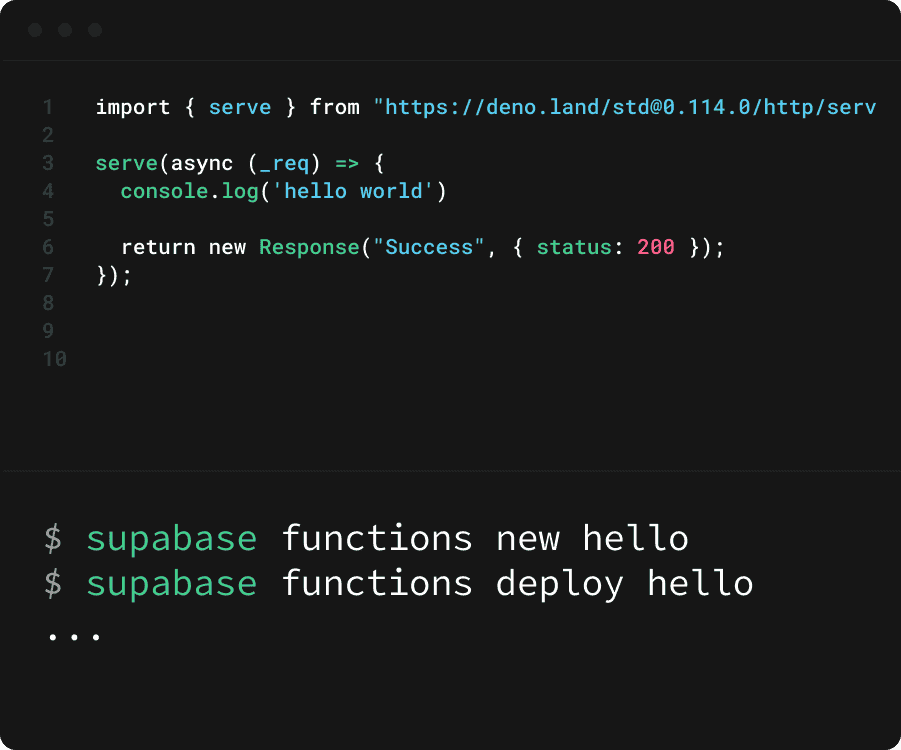 1 import { serve } from "https://deno.land/std@0.114.0/http/serv
2
3 serve(async (_req) => {
4   console.log('hello world')
5
6   return new Response("Success", { status: 200 });
7 });
8
9
10
$ supabase functions new hello
$ supabase functions deploy hello
...